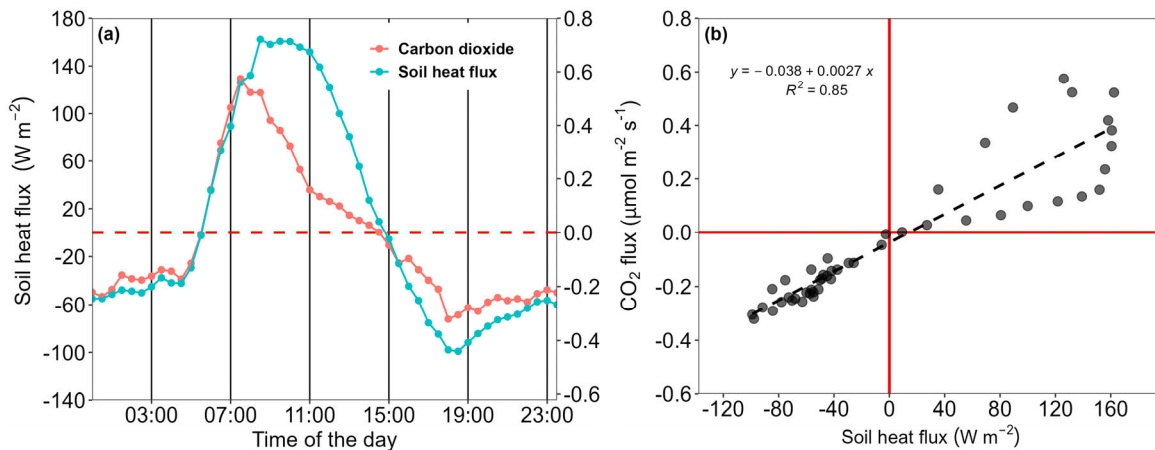 (a)
Carbon dioxide
Soil heat flux
Soil heat flux (W m⁻²)
180
140
100
60
20
-20
-60
-100
-140
0.8
0.6
0.4
0.2
0.0
-0.2
-0.4
-0.6
03:00 07:00 11:00 15:00 19:00 23:00
Time of the day
(b)
y = − 0.038 + 0.0027 x
R² = 0.85
CO₂ flux (μmol m⁻² s⁻¹)
0.8
0.6
0.4
0.2
0.0
-0.2
-0.4
-0.6
-120 -80 -40 0 40 80 120 160
Soil heat flux (W m⁻²)